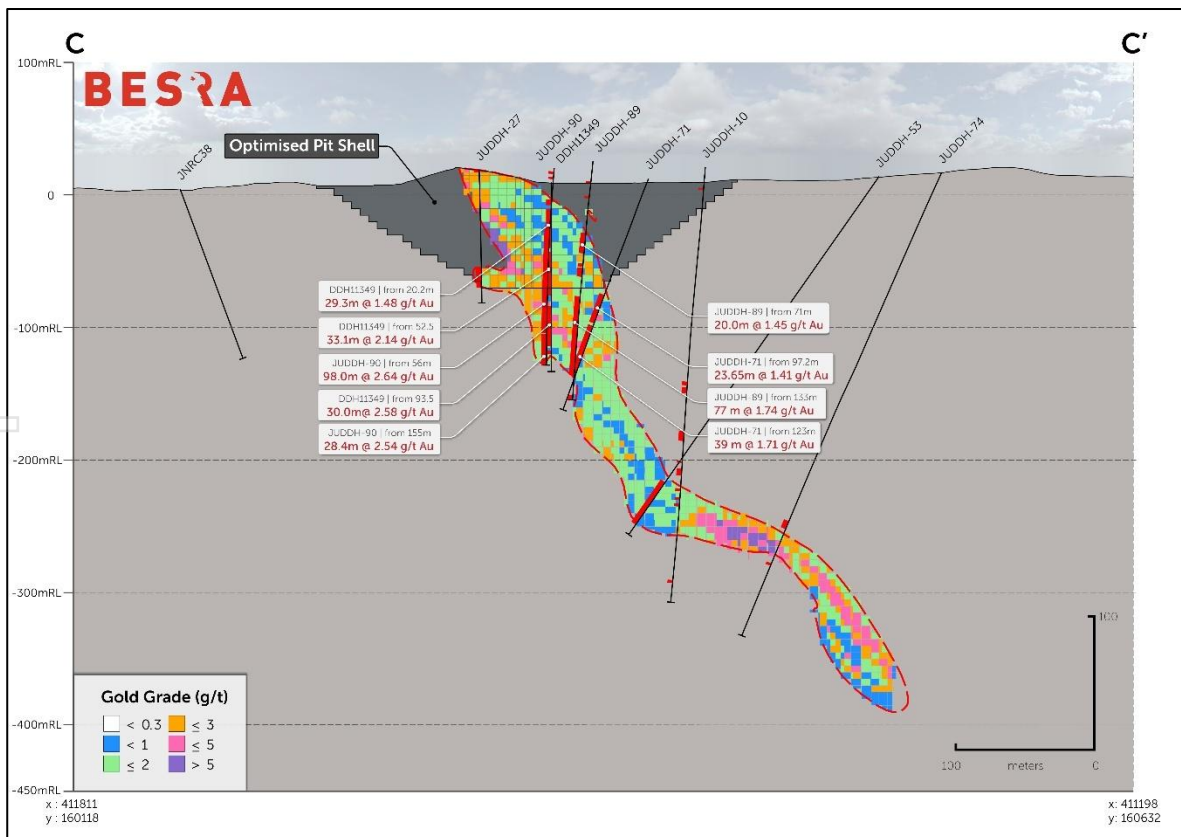 C
C'
100mRL
BESRA
Optimised Pit Shell
JNRC38
JUDDH-27
JUDDH-90
DDH11349
JUDDH-89
JUDDH-71
JUDDH-10
JUDDH-53
JUDDH-74
0
-100mRL
-200mRL
-300mRL
-400mRL
-450mRL
DDH11349 | from 20.2m
29.3m @ 1.48 g/t Au
DDH11349 | from 52.5
33.1m @ 2.14 g/t Au
JUDDH-90 | from 56m
98.0m @ 2.64 g/t Au
DDH11349 | from 93.5
30.0m@ 2.58 g/t Au
JUDDH-90 | from 155m
28.4m @ 2.54 g/t Au
JUDDH-89 | from 71m
20.0m @ 1.45 g/t Au
JUDDH-71 | from 97.2m
23.65m @ 1.41 g/t Au
JUDDH-89 | from 133m
77 m @ 1.74 g/t Au
JUDDH-71 | from 123m
39 m @ 1.71 g/t Au
Gold Grade (g/t)
< 0.3 ≤ 3
< 1 ≤ 5
≤ 2 > 5
100
100 meters 0
x : 411811
y : 160118
x: 411198
y: 160632